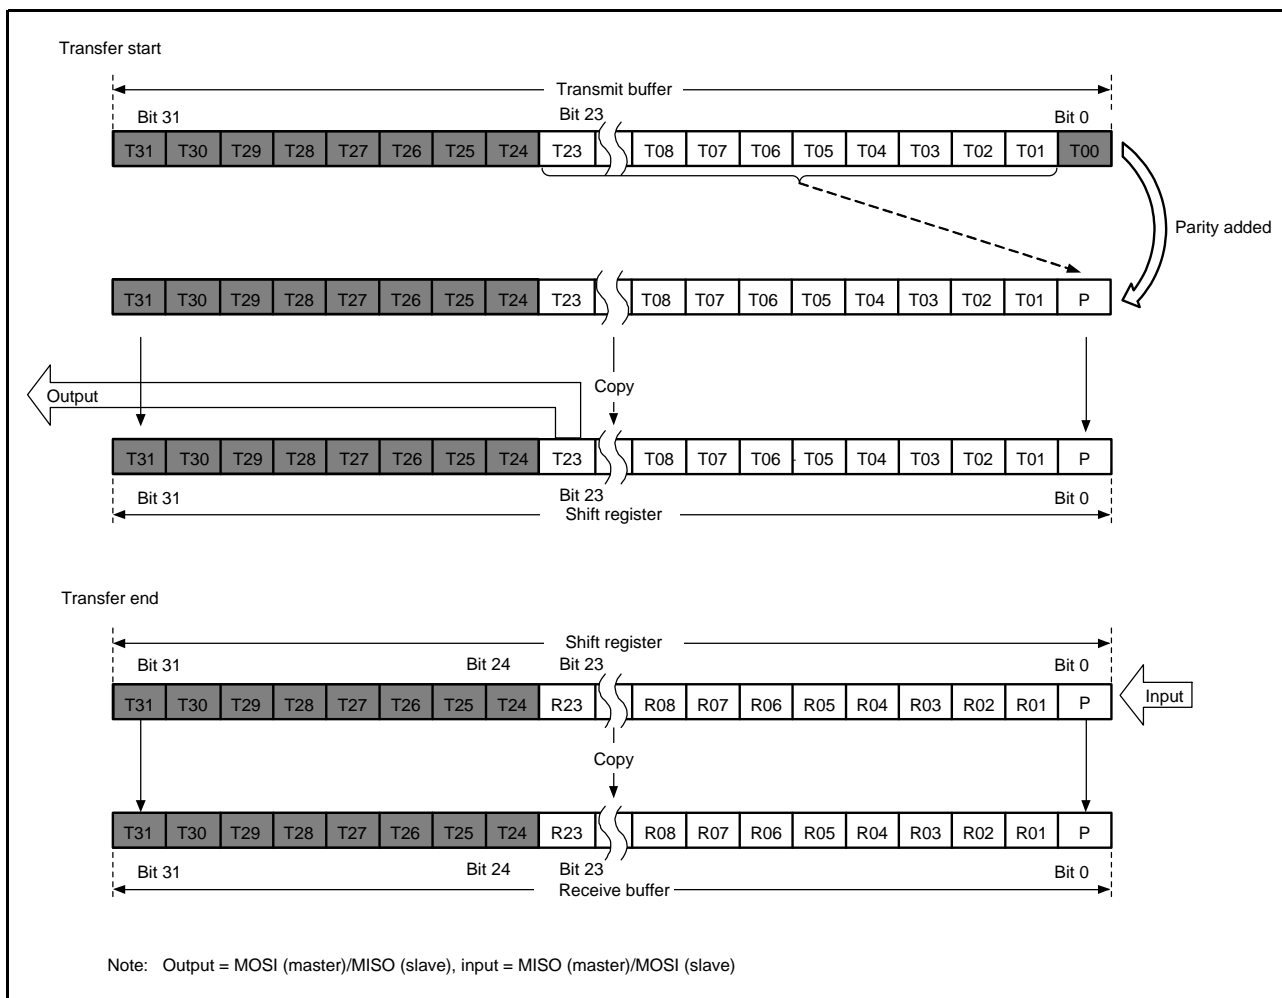 Transfer start
Transmit buffer
Bit 31 Bit 23 Bit 0
T31 T30 T29 T28 T27 T26 T25 T24 T23 T08 T07 T06 T05 T04 T03 T02 T01 T00
Parity added
T31 T30 T29 T28 T27 T26 T25 T24 T23 T08 T07 T06 T05 T04 T03 T02 T01 P
Output Copy
T31 T30 T29 T28 T27 T26 T25 T24 T23 T08 T07 T06 T05 T04 T03 T02 T01 P
Bit 31 Bit 23 Bit 0
Shift register
Transfer end
Shift register
Bit 31 Bit 24 Bit 23 Bit 0
T31 T30 T29 T28 T27 T26 T25 T24 R23 R08 R07 R06 R05 R04 R03 R02 R01 P
Input
Copy
T31 T30 T29 T28 T27 T26 T25 T24 R23 R08 R07 R06 R05 R04 R03 R02 R01 P
Bit 31 Bit 24 Bit 23 Bit 0
Receive buffer
Note: Output = MOSI (master)/MISO (slave), input = MISO (master)/MOSI (slave)